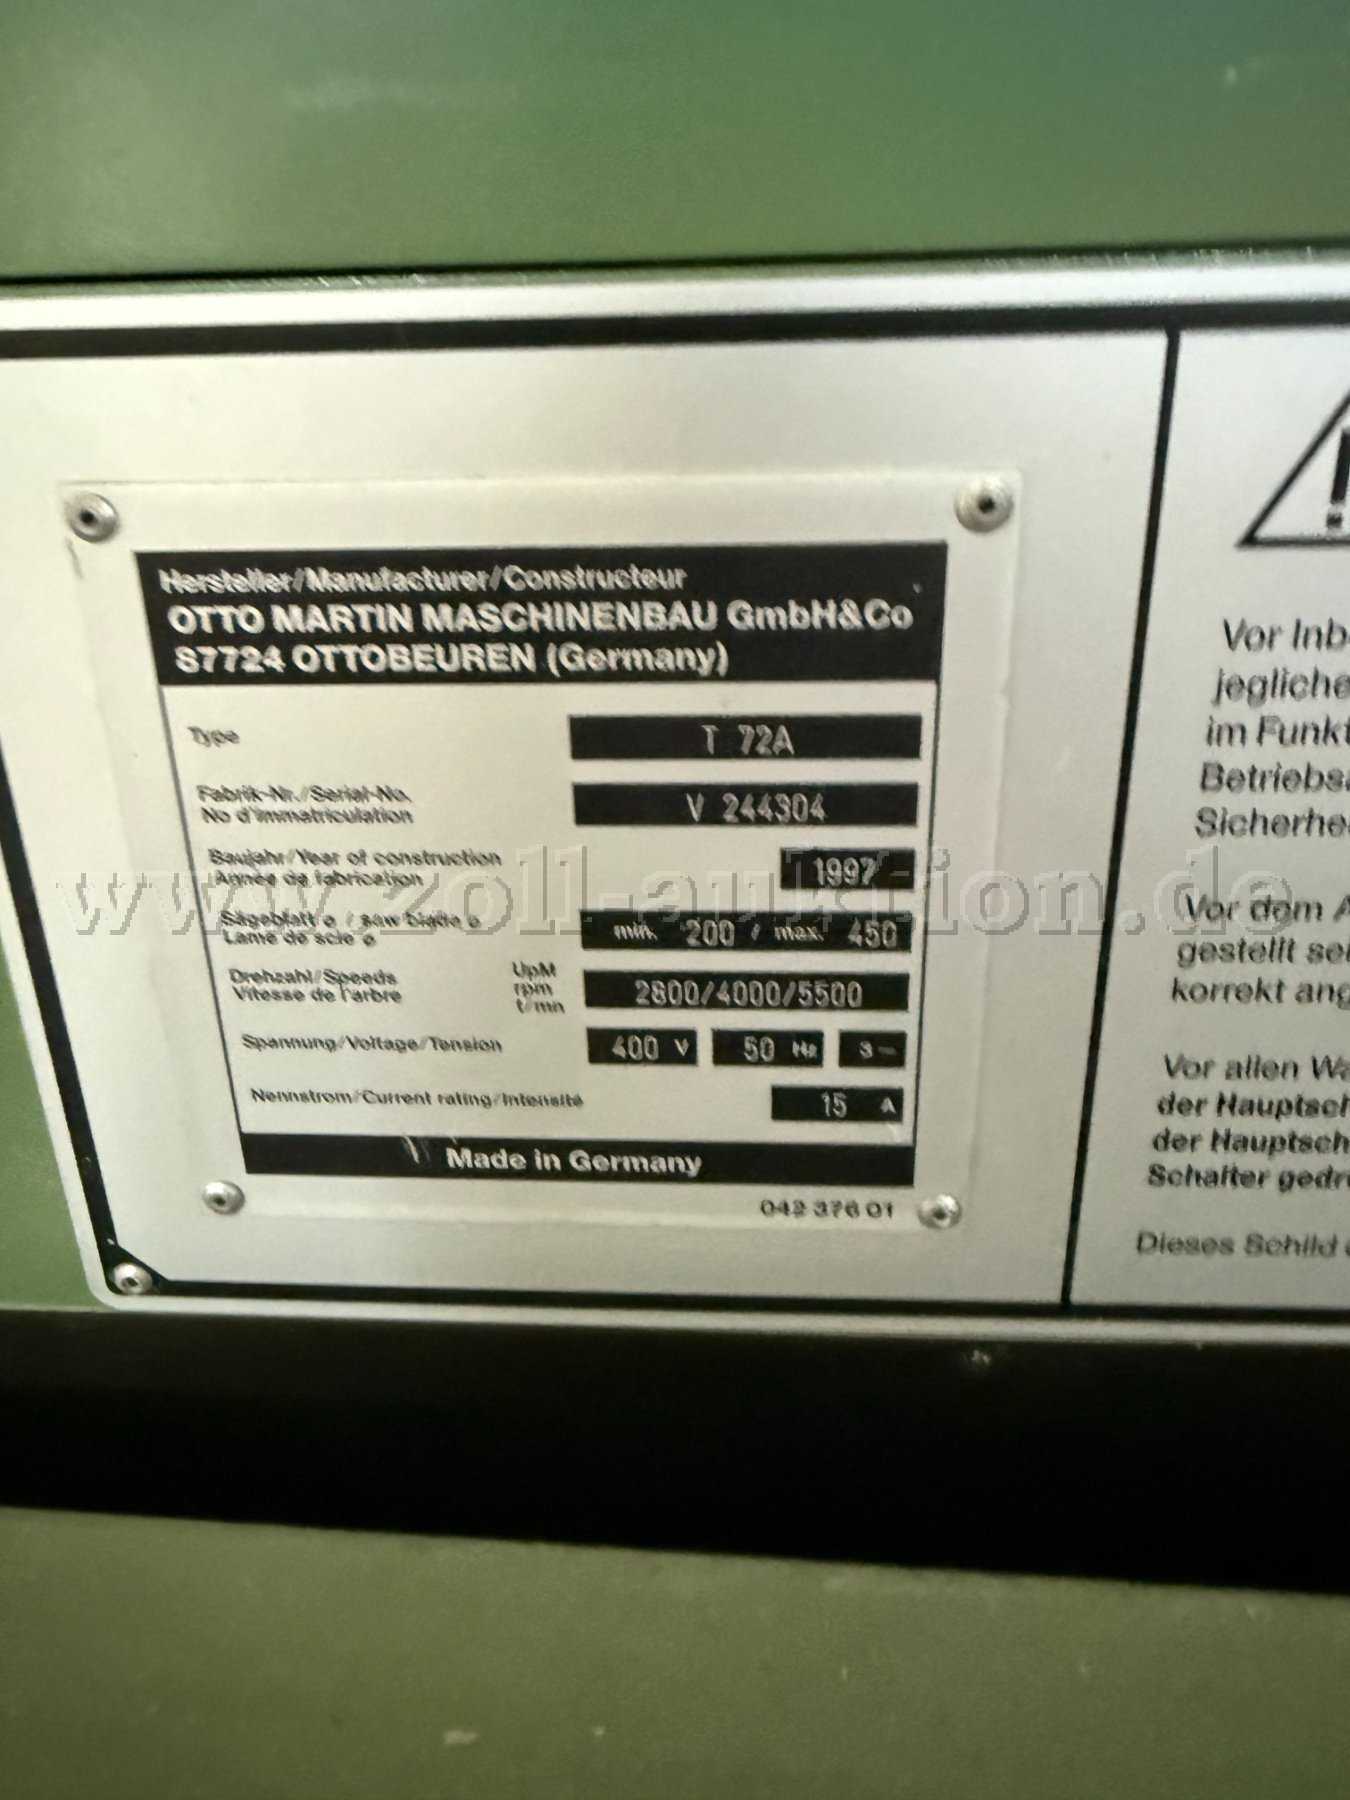 Hersteller/Manufacturer/Constructeur
OTTO MARTIN MASCHINENBAU GmbH&Co
87724 OTTOBEUREN (Germany)
Type T 72A
Fabrik-Nr./Serial-No. V 244304
No d'immatriculation
Baujahr/Year of construction 1997
Année de fabrication
Sägeblatt ø / saw blade ø min. 200 / max. 450
Lame de scie ø
Drehzahl/Speeds UpM
Vitesse de l'arbre rpm 2800/4000/5500
t/mn
Spannung/Voltage/Tension 400 V 50 Hz 3~
Nennstrom/Current rating/Intensité 15 A
Made in Germany
042 376 01
!
Vor Inb
jegliche
im Funkt
Betriebsa
Sicherhe
Vor dem A
gestellt se
korrekt ang
Vor allen Wa
der Hauptsch
der Hauptsch
Schalter gedr
Dieses Schild
www.zoll-auktion.de